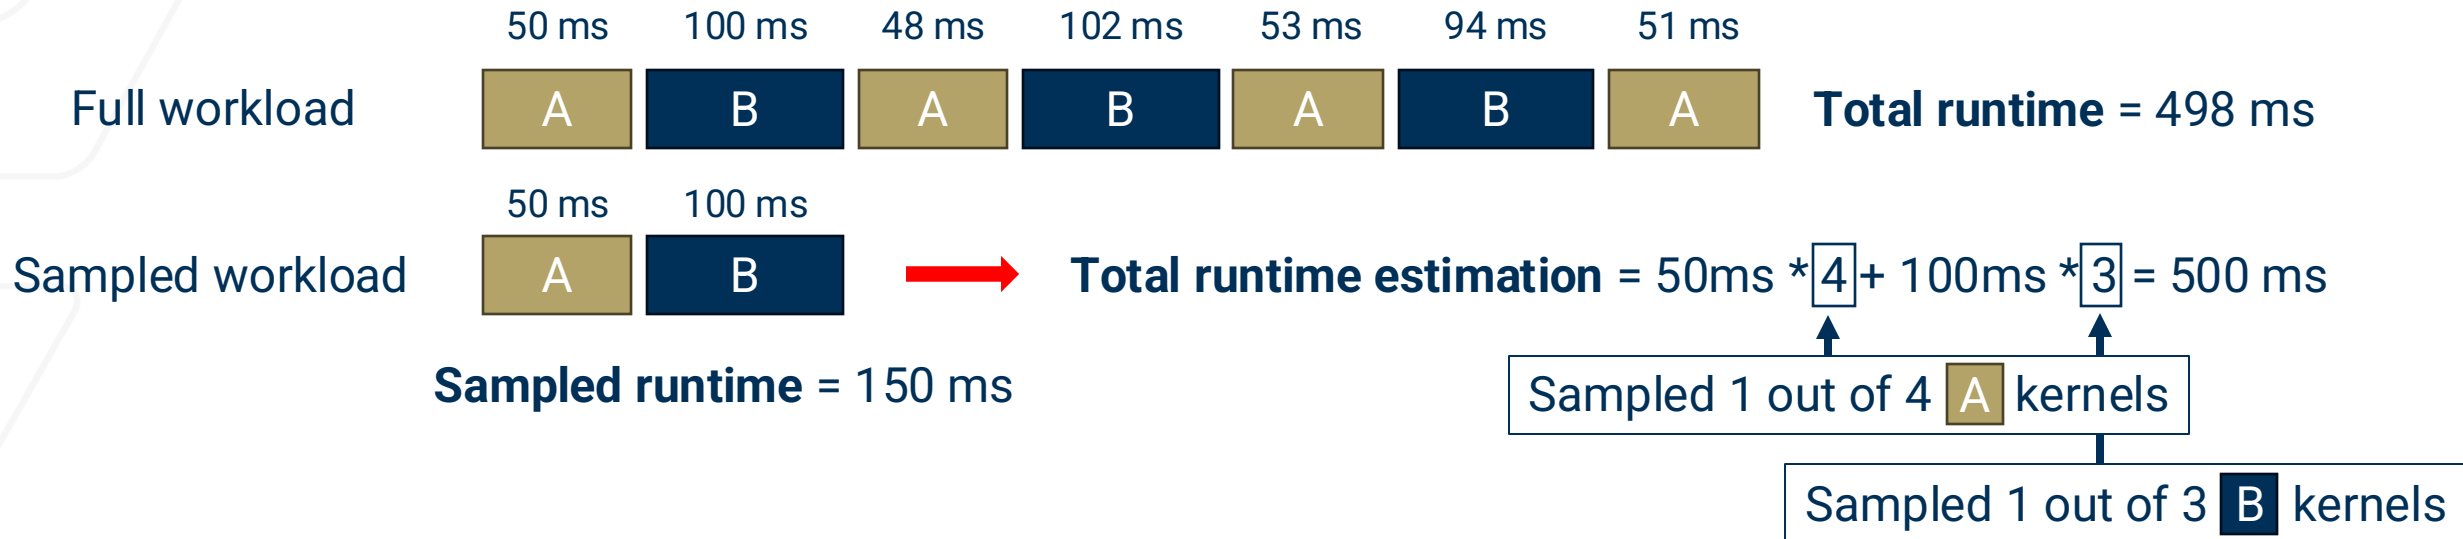 50 ms 100 ms 48 ms 102 ms 53 ms 94 ms 51 ms
Full workload A B A B A B A Total runtime = 498 ms
50 ms 100 ms
Sampled workload A B Total runtime estimation = 50ms * 4 + 100ms * 3 = 500 ms
Sampled runtime = 150 ms
Sampled 1 out of 4 A kernels
Sampled 1 out of 3 B kernels